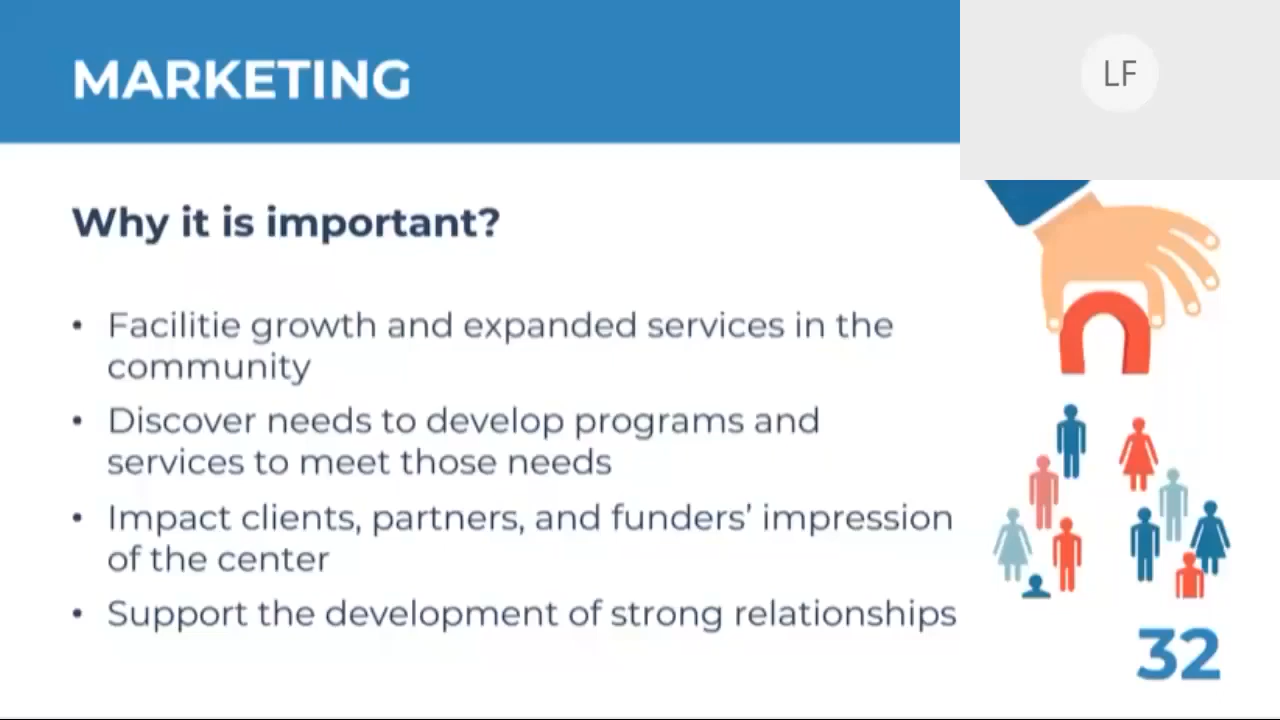 MARKETING
LF
Why it is important?
• Facilitie growth and expanded services in the
community
• Discover needs to develop programs and
services to meet those needs
• Impact clients, partners, and funders’ impression
of the center
• Support the development of strong relationships
32